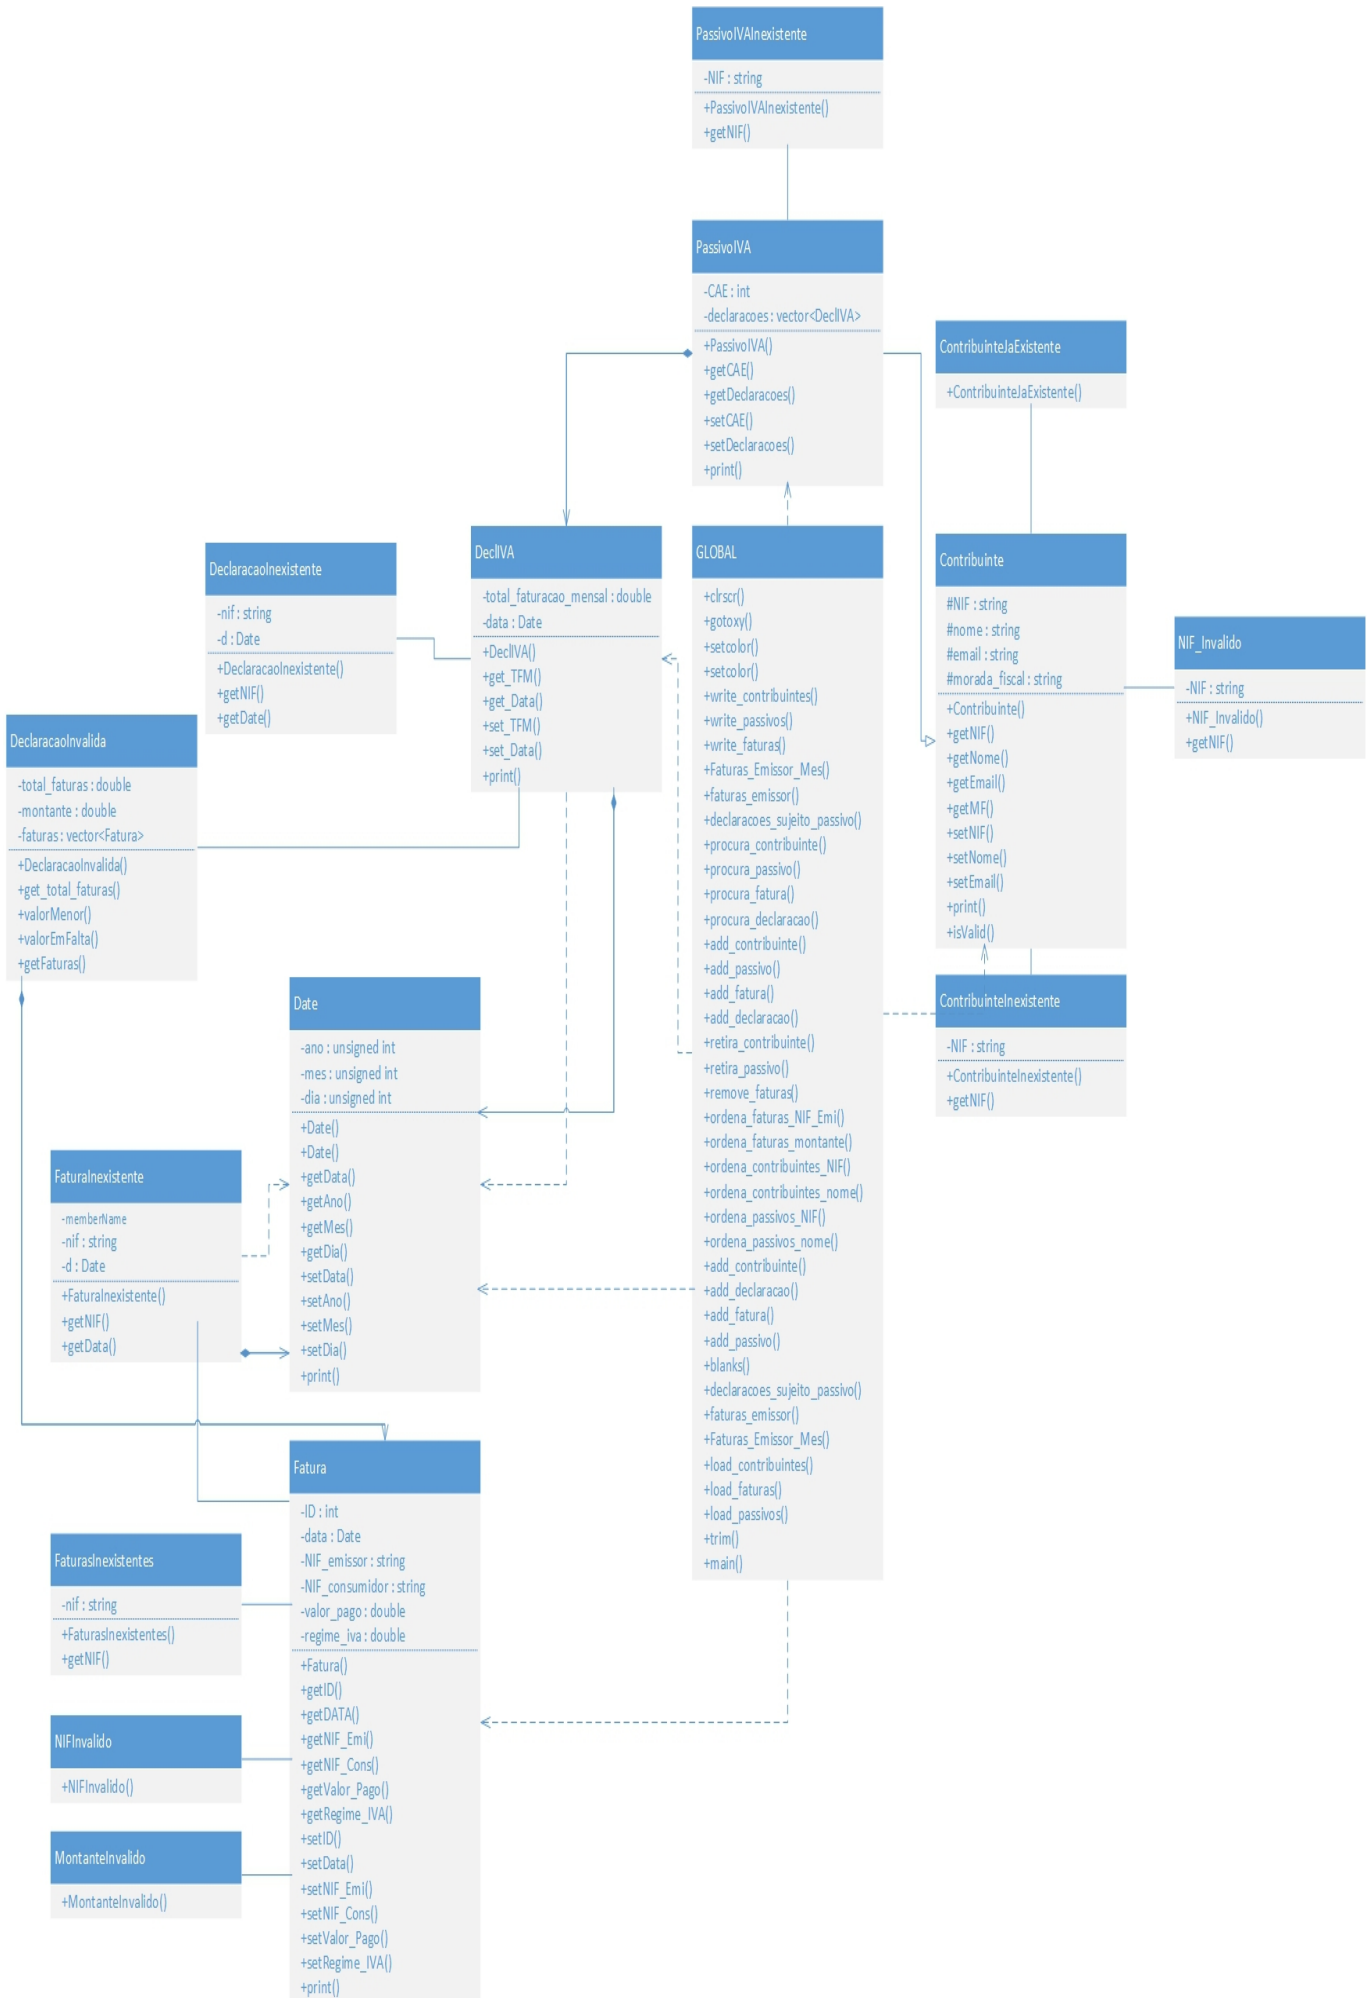 PassivoIVAInexistente
-NIF : string
+PassivoIVAInexistente()
+getNIF()
PassivoIVA
-CAE : int
-declaracoes : vector<DeclIVA>
+PassivoIVA()
+getCAE()
+getDeclaracoes()
+setCAE()
+setDeclaracoes()
+print()
ContribuinteJaExistente
+ContribuinteJaExistente()
DeclaracaoInexistente
-nif : string
-d : Date
+DeclaracaoInexistente()
+getNIF()
+getDate()
DeclIVA
-total_faturacao_mensal : double
-data : Date
+DeclIVA()
+get_TFM()
+get_Data()
+set_TFM()
+set_Data()
+print()
GLOBAL
+clrscr()
+gotoxy()
+setcolor()
+setcolor()
+write_contribuintes()
+write_passivos()
+write_faturas()
+Faturas_Emissor_Mes()
+faturas_emissor()
+declaracoes_sujeito_passivo()
+procura_contribuinte()
+procura_passivo()
+procura_fatura()
+procura_declaracao()
+add_contribuinte()
+add_passivo()
+add_fatura()
+add_declaracao()
+retira_contribuinte()
+retira_passivo()
+remove_faturas()
+ordena_faturas_NIF_Emi()
+ordena_faturas_montante()
+ordena_contribuintes_NIF()
+ordena_contribuintes_nome()
+ordena_passivos_NIF()
+ordena_passivos_nome()
+add_contribuinte()
+add_declaracao()
+add_fatura()
+add_passivo()
+blanks()
+declaracoes_sujeito_passivo()
+faturas_emissor()
+Faturas_Emissor_Mes()
+load_contribuintes()
+load_faturas()
+load_passivos()
+trim()
+main()
Contribuinte
#NIF : string
#nome : string
#email : string
#morada_fiscal : string
+Contribuinte()
+getNIF()
+getNome()
+getEmail()
+getMF()
+setNIF()
+setNome()
+setEmail()
+print()
+isValid()
NIF_Invalido
-NIF : string
+NIF_Invalido()
+getNIF()
DeclaracaoInvalida
-total_faturas : double
-montante : double
-faturas : vector<Fatura>
+DeclaracaoInvalida()
+get_total_faturas()
+valorMenor()
+valorEmFalta()
+getFaturas()
ContribuinteInexistente
-NIF : string
+ContribuinteInexistente()
+getNIF()
Date
-ano : unsigned int
-mes : unsigned int
-dia : unsigned int
+Date()
+Date()
+getData()
+getAno()
+getMes()
+getDia()
+setData()
+setAno()
+setMes()
+setDia()
+print()
FaturaInexistente
-memberName
-nif : string
-d : Date
+FaturaInexistente()
+getNIF()
+getData()
Fatura
-ID : int
-data : Date
-NIF_emissor : string
-NIF_consumidor : string
-valor_pago : double
-regime_iva : double
+Fatura()
+getID()
+getDATA()
+getNIF_Emi()
+getNIF_Cons()
+getValor_Pago()
+getRegime_IVA()
+setID()
+setData()
+setNIF_Emi()
+setNIF_Cons()
+setValor_Pago()
+setRegime_IVA()
+print()
FaturasInexistentes
-nif : string
+FaturasInexistentes()
+getNIF()
NIFInvalido
+NIFInvalido()
MontanteInvalido
+MontanteInvalido()